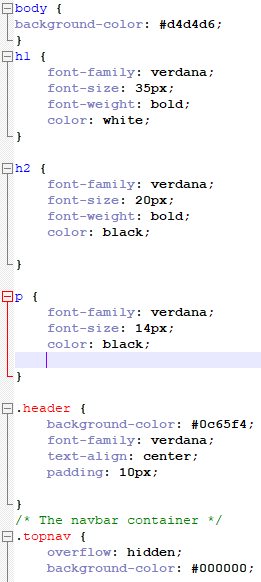 body {
background-color: #d4d4d6;
}
h1 {
font-family: verdana;
font-size: 35px;
font-weight: bold;
color: white;
}
h2 {
font-family: verdana;
font-size: 20px;
font-weight: bold;
color: black;
}
p {
font-family: verdana;
font-size: 14px;
color: black;
}
.header {
background-color: #0c65f4;
font-family: verdana;
text-align: center;
padding: 10px;
}
/* The navbar container */
.topnav {
overflow: hidden;
background-color: #000000;